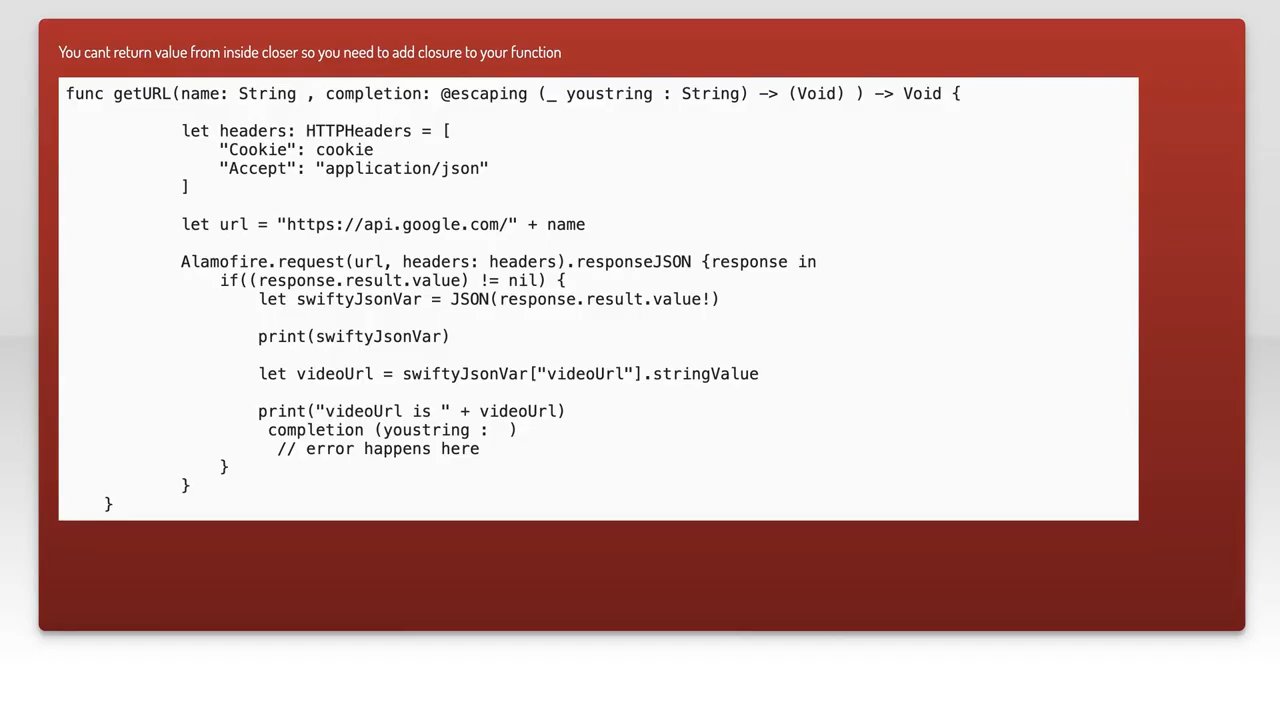 You cant return value from inside closer so you need to add closure to your function
func getURL(name: String , completion: @escaping (_ youstring : String) -> (Void) ) -> Void {
let headers: HTTPHeaders = [
"Cookie": cookie
"Accept": "application/json"
]
let url = "https://api.google.com/" + name
Alamofire.request(url, headers: headers).responseJSON {response in
if((response.result.value) != nil) {
let swiftyJsonVar = JSON(response.result.value!)
print(swiftyJsonVar)
let videoUrl = swiftyJsonVar["videoUrl"].stringValue
print("videoUrl is " + videoUrl)
completion (youstring :  )
// error happens here
}
}
}